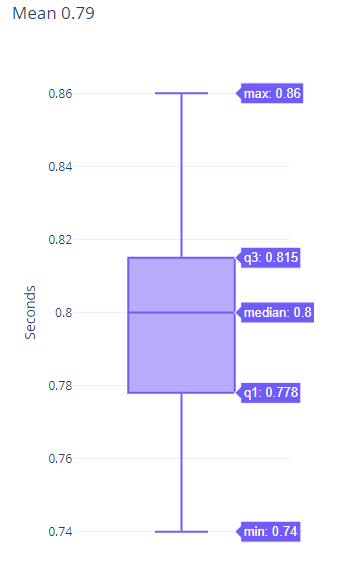 Mean 0.79
0.86
max: 0.86
0.84
0.82
q3: 0.815
Seconds
0.8
median: 0.8
0.78
q1: 0.778
0.76
0.74
min: 0.74